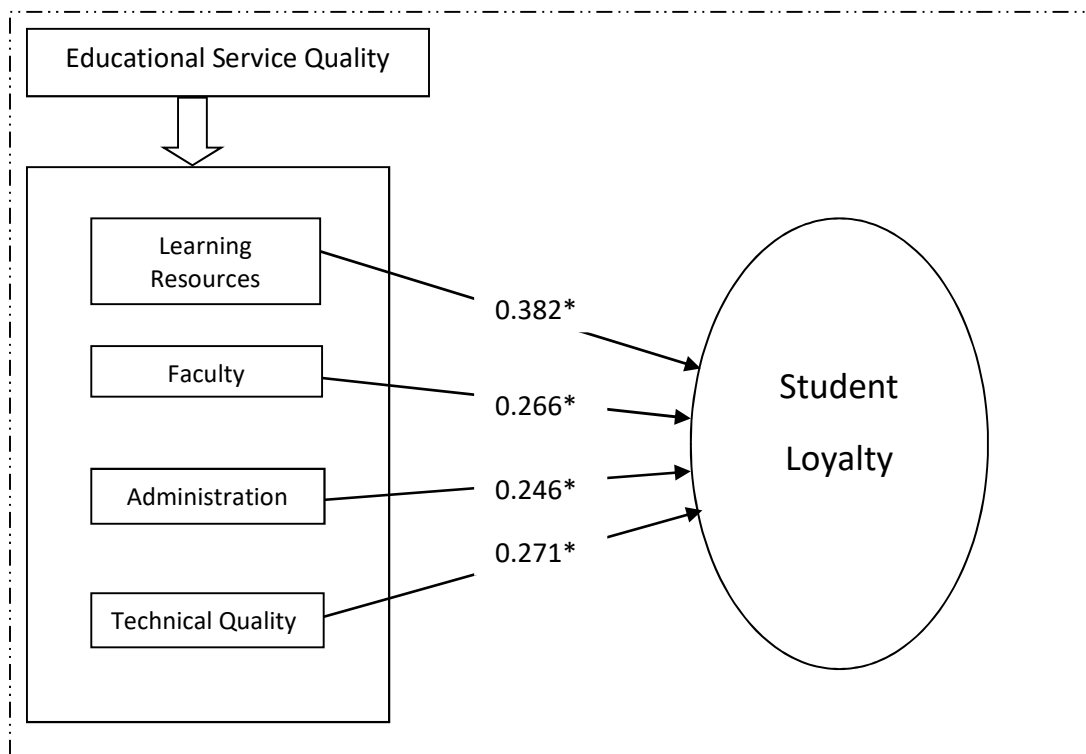 Educational Service Quality
Learning
Resources
0.382*
Faculty
0.266*
Administration
0.246*
Technical Quality
0.271*
Student
Loyalty